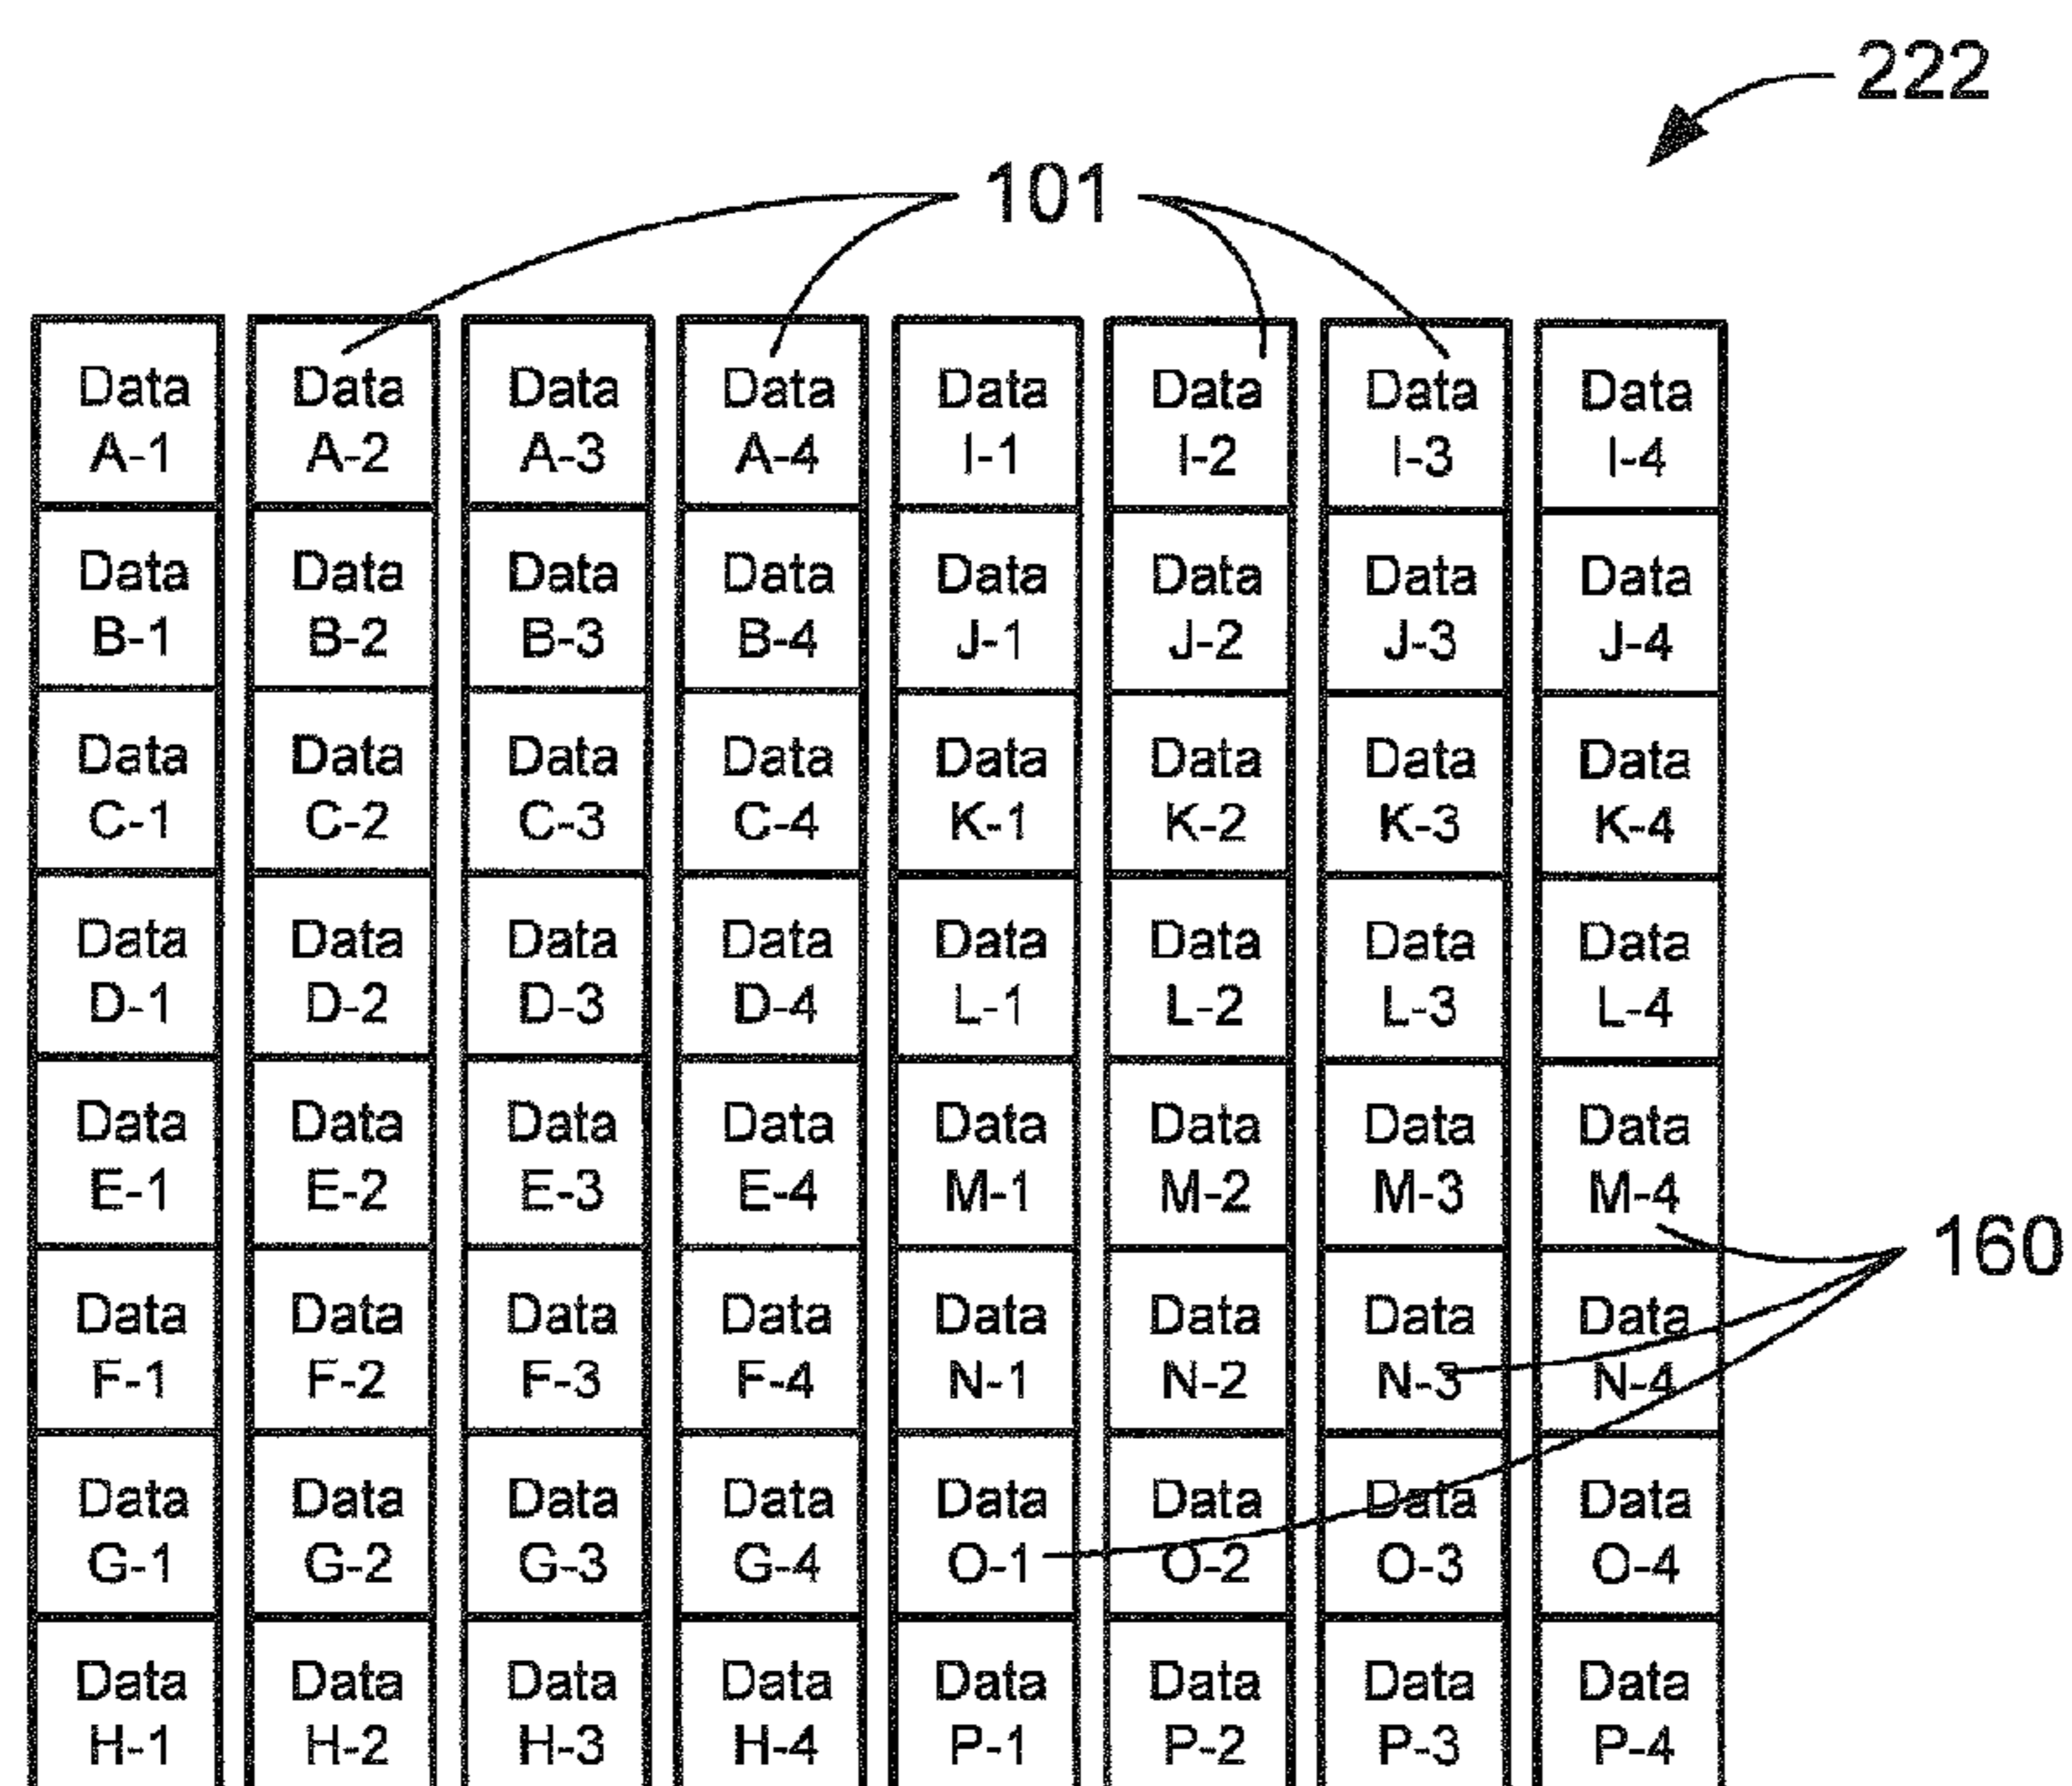 222
101
Data Data Data Data Data Data Data Data
A-1 A-2 A-3 A-4 I-1 I-2 I-3 I-4
Data Data Data Data Data Data Data Data
B-1 B-2 B-3 B-4 J-1 J-2 J-3 J-4
Data Data Data Data Data Data Data Data
C-1 C-2 C-3 C-4 K-1 K-2 K-3 K-4
Data Data Data Data Data Data Data Data
D-1 D-2 D-3 D-4 L-1 L-2 L-3 L-4
Data Data Data Data Data Data Data Data
E-1 E-2 E-3 E-4 M-1 M-2 M-3 M-4
160
Data Data Data Data Data Data Data Data
F-1 F-2 F-3 F-4 N-1 N-2 N-3 N-4
Data Data Data Data Data Data Data Data
G-1 G-2 G-3 G-4 O-1 O-2 O-3 O-4
Data Data Data Data Data Data Data Data
H-1 H-2 H-3 H-4 P-1 P-2 P-3 P-4